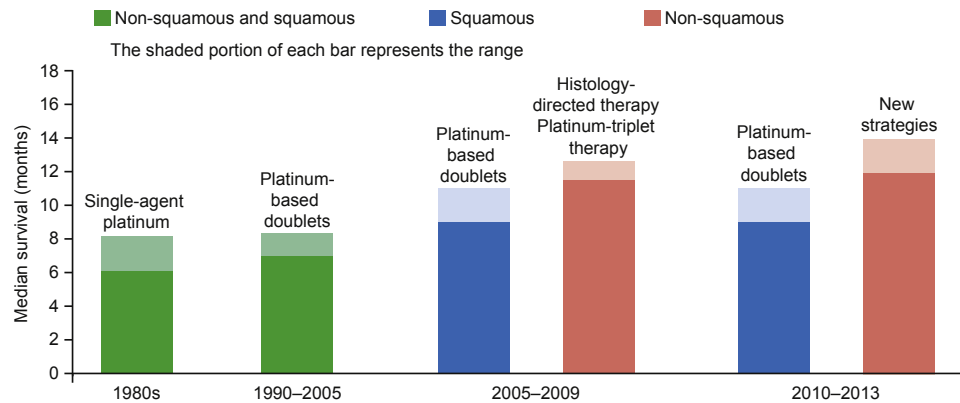 Non-squamous and squamous
Squamous
Non-squamous
The shaded portion of each bar represents the range
Median survival (months)
18
16
14
12
10
8
6
4
2
0
Single-agent
platinum
Platinum-
based
doublets
Platinum-
based
doublets
Histology-
directed therapy
Platinum-triplet
therapy
Platinum-
based
doublets
New
strategies
1980s
1990–2005
2005–2009
2010–2013